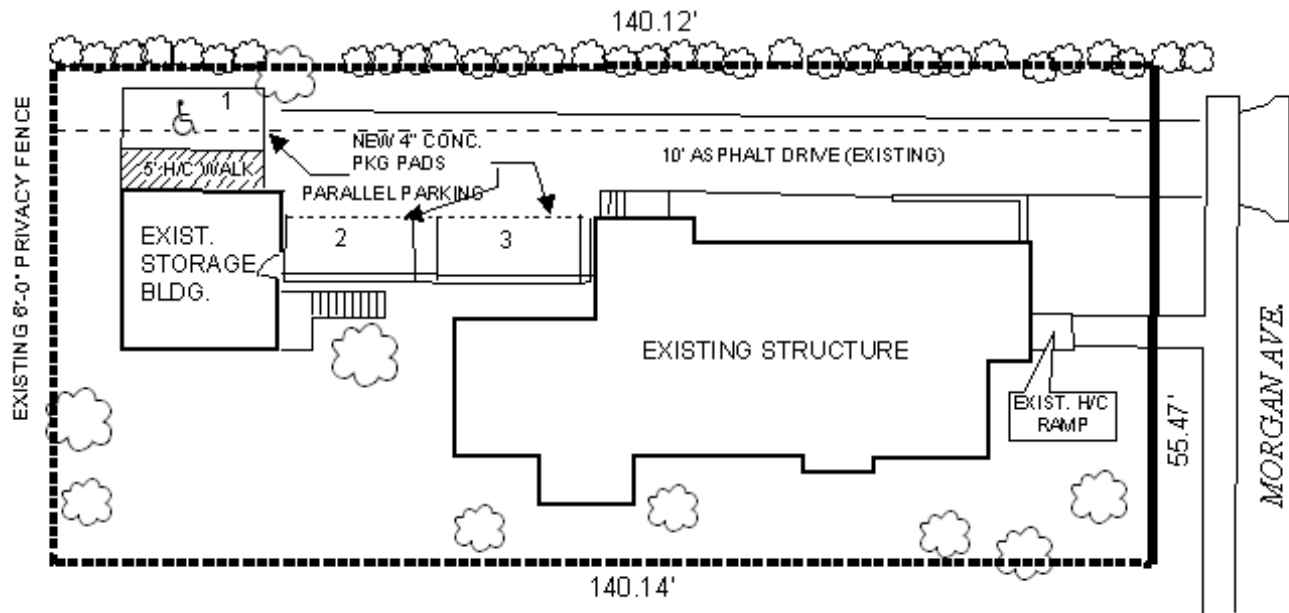 140.12'
1
NEW 4" CONC.
PKG PADS
10' ASPHALT DRIVE (EXISTING)
5' H/C WALK
PARALLEL PARKING
EXISTING 6'-0" PRIVACY FENCE
EXIST.
STORAGE
BLDG.
2
3
EXISTING STRUCTURE
EXIST. H/C
RAMP
55.47'
MORGAN AVE.
140.14'